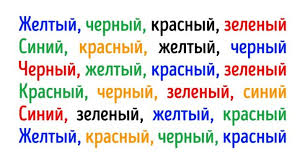 Желтый, черный, красный, зеленый
Синий, красный, желтый, черный
Черный, желтый, красный, зеленый
Красный, черный, зеленый, синий
Синий, зеленый, желтый, красный
Желтый, красный, черный, красный